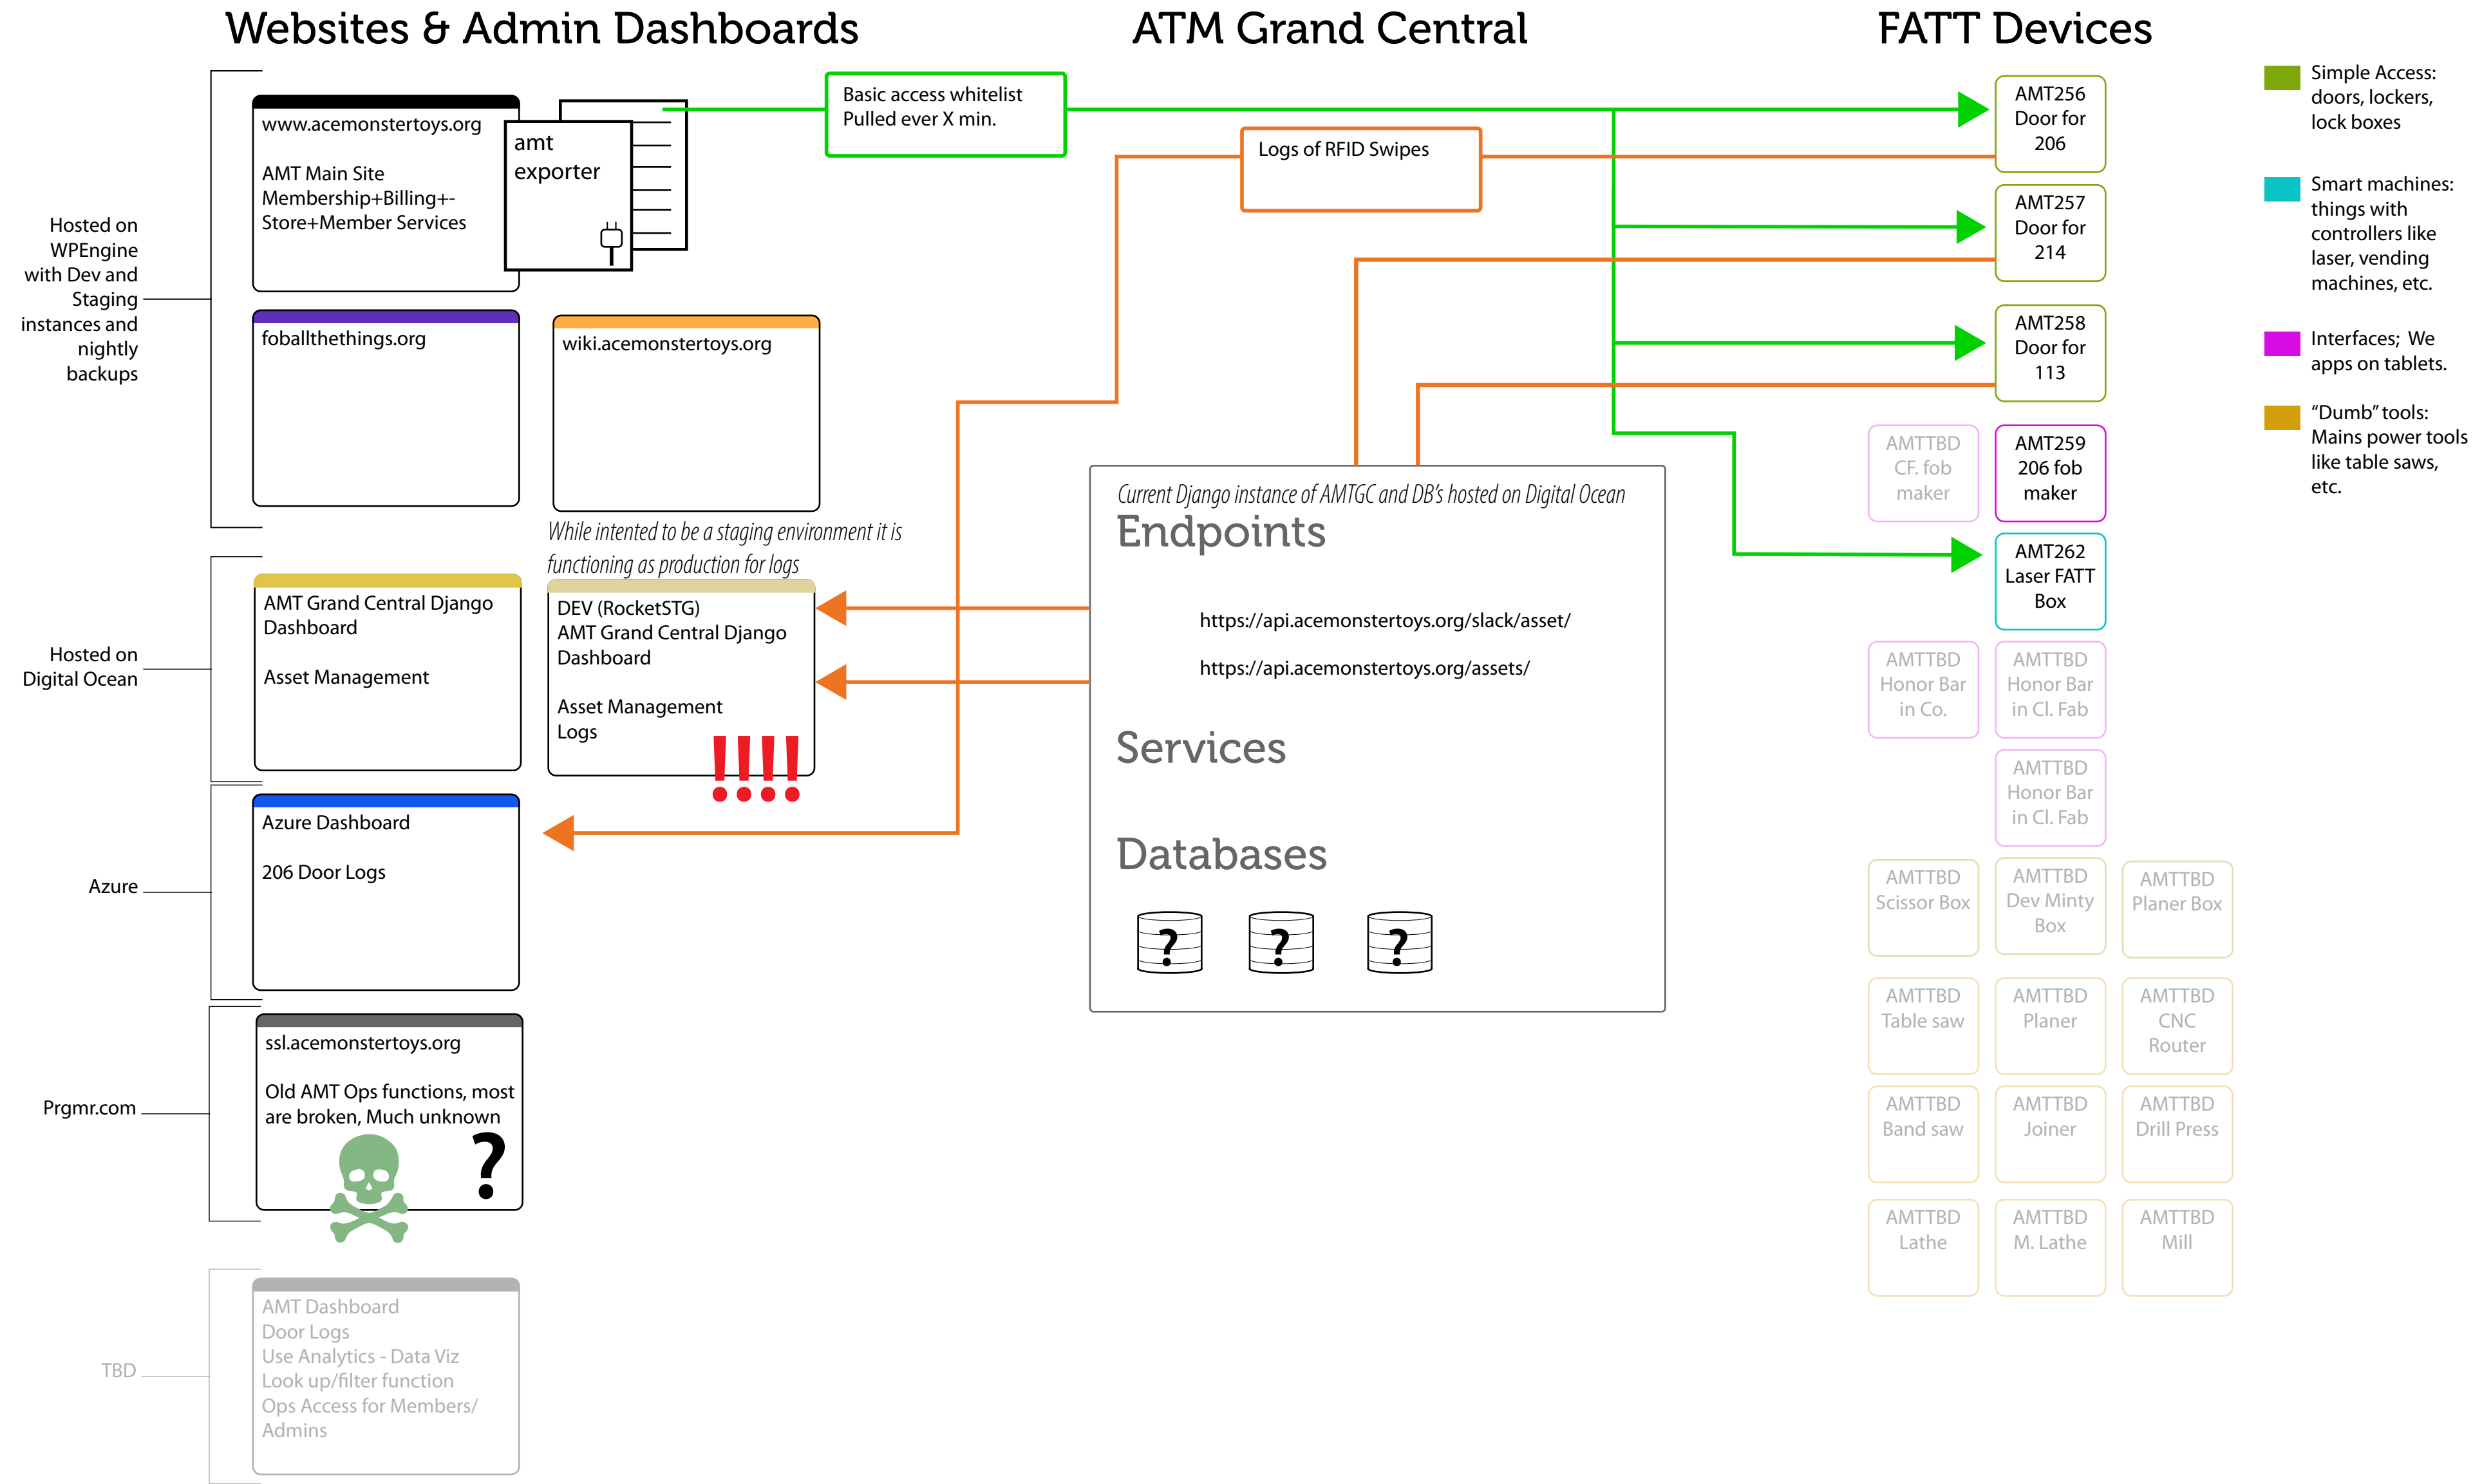 Websites & Admin Dashboards
ATM Grand Central
FATT Devices
Hosted on
WPEngine
with Dev and
Staging
instances and
nightly
backups
www.acemonstertoys.org
AMT Main Site
Membership+Billing+-
Store+Member Services
amt
exporter
foballthethings.org
wiki.acemonstertoys.org
While intented to be a staging environment it is
functioning as production for logs
Hosted on
Digital Ocean
AMT Grand Central Django
Dashboard
Asset Management
DEV (RocketSTG)
AMT Grand Central Django
Dashboard
Asset Management
Logs
!!!!
Azure
Azure Dashboard
206 Door Logs
Prgmr.com
ssl.acemonstertoys.org
Old AMT Ops functions, most
are broken, Much unknown
?
TBD
AMT Dashboard
Door Logs
Use Analytics - Data Viz
Look up/filter function
Ops Access for Members/
Admins
Basic access whitelist
Pulled ever X min.
Logs of RFID Swipes
Current Django instance of AMTGC and DB's hosted on Digital Ocean
Endpoints
https://api.acemonstertoys.org/slack/asset/
https://api.acemonstertoys.org/assets/
Services
Databases
?
?
?
AMT256
Door for
206
AMT257
Door for
214
AMT258
Door for
113
AMTTBD
CF. fob
maker
AMT259
206 fob
maker
AMT262
Laser FATT
Box
AMTTBD
Honor Bar
in Co.
AMTTBD
Honor Bar
in Cl. Fab
AMTTBD
Honor Bar
in Cl. Fab
AMTTBD
Scissor Box
AMTTBD
Dev Minty
Box
AMTTBD
Planer Box
AMTTBD
Table saw
AMTTBD
Planer
AMTTBD
CNC
Router
AMTTBD
Band saw
AMTTBD
Joiner
AMTTBD
Drill Press
AMTTBD
Lathe
AMTTBD
M. Lathe
AMTTBD
Mill
Simple Access:
doors, lockers,
lock boxes
Smart machines:
things with
controllers like
laser, vending
machines, etc.
Interfaces;  We
apps on tablets.
“Dumb” tools:
Mains power tools
like table saws,
etc.